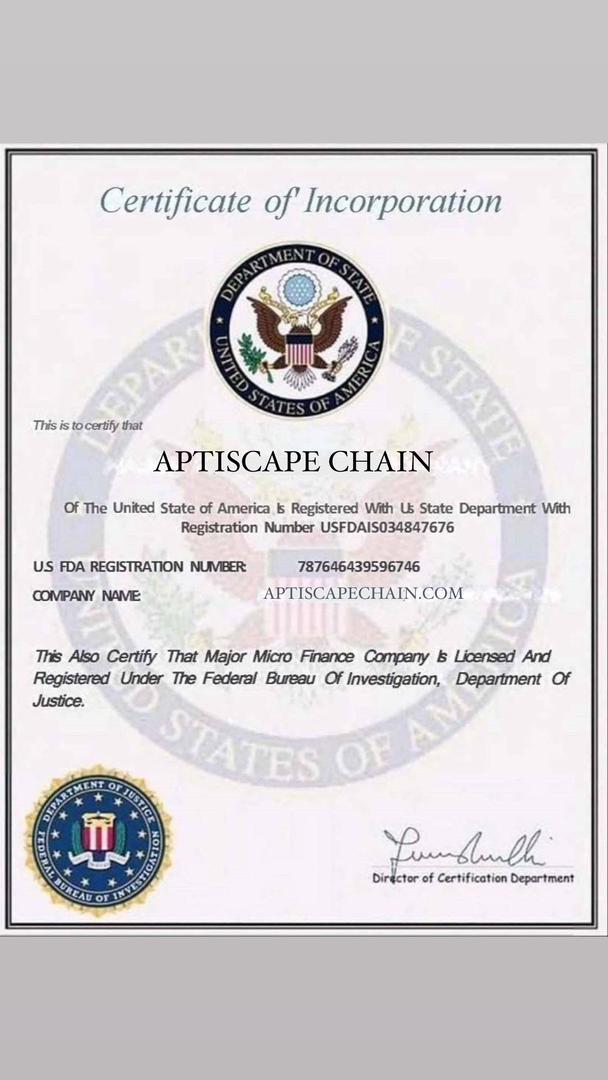 Certificate of Incorporation
DEPARTMENT OF STATE
UNITED STATES OF AMERICA
This is to certify that
APTISCAPE CHAIN
Of The United State of America Is Registered With Us State Department With
Registration Number USFDAIS034847676
U.S FDA REGISTRATION NUMBER: 787646439596746
COMPANY NAME: APTISCAPECHAIN.COM
This Also Certify That Major Micro Finance Company Is Licensed And
Registered Under The Federal Bureau Of Investigation, Department Of
Justice.
DEPARTMENT OF JUSTICE
FEDERAL BUREAU OF INVESTIGATION
Director of Certification Department